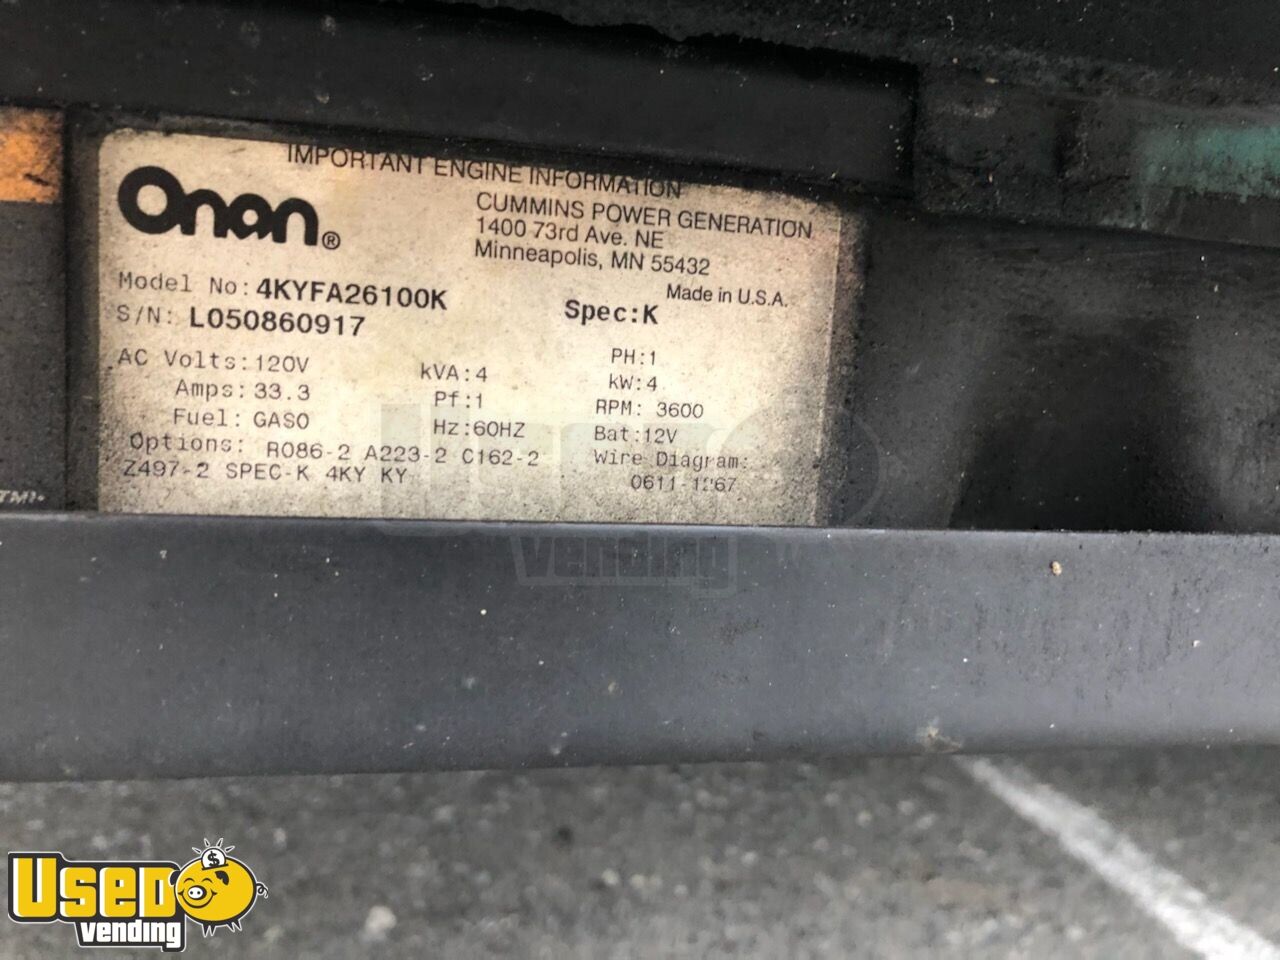 IMPORTANT ENGINE INFORMATION
Onan®
CUMMINS POWER GENERATION
1400 73rd Ave. NE
Minneapolis, MN 55432
Made in U.S.A.
Model No: 4KYFA26100K
Spec:K
S/N: L050860917
AC Volts:120V kVA:4 PH:1
Amps:33.3 Pf:1 kW:4
Fuel: GASO Hz:60HZ RPM: 3600
Options: R086-2 A223-2 C162-2 Bat:12V
Z497-2 SPEC-K 4KY KY Wire Diagram:
0611-1267
vending
USED
vending